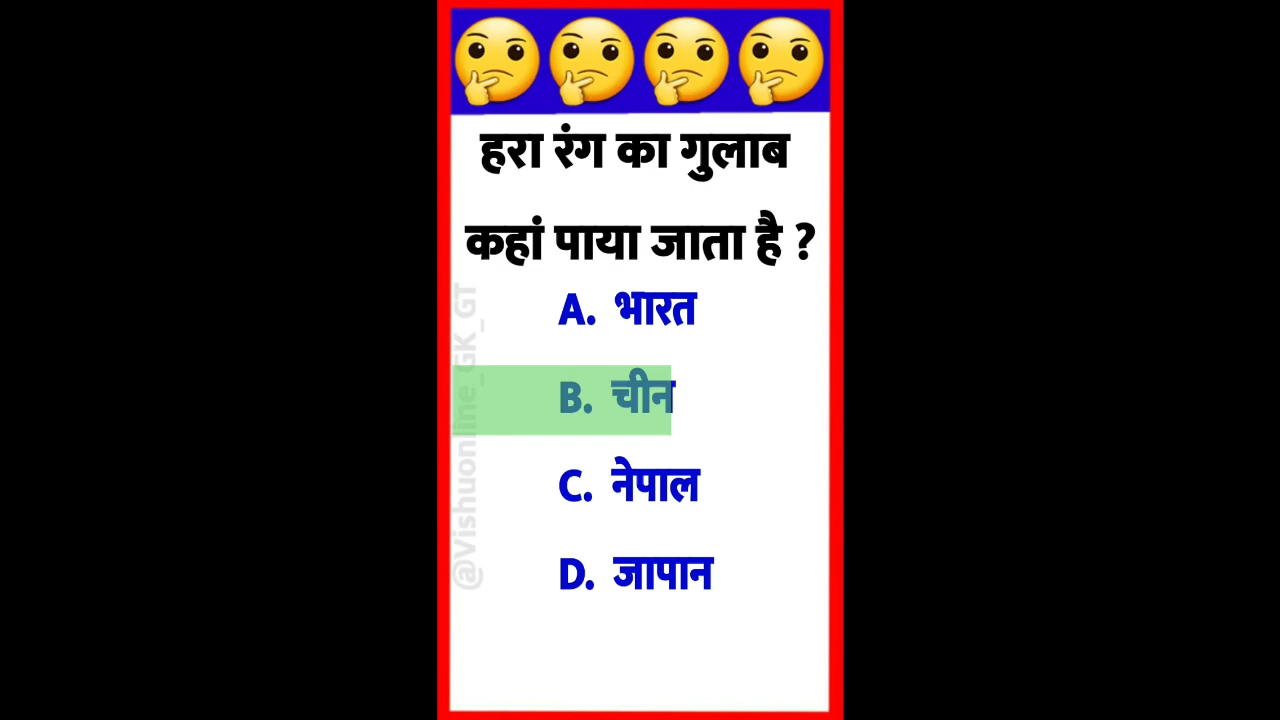 हरा रंग का गुलाब
कहां पाया जाता है ?
A. भारत
B. चीन
C. नेपाल
D. जापान
@Vishuonline_GK_GT